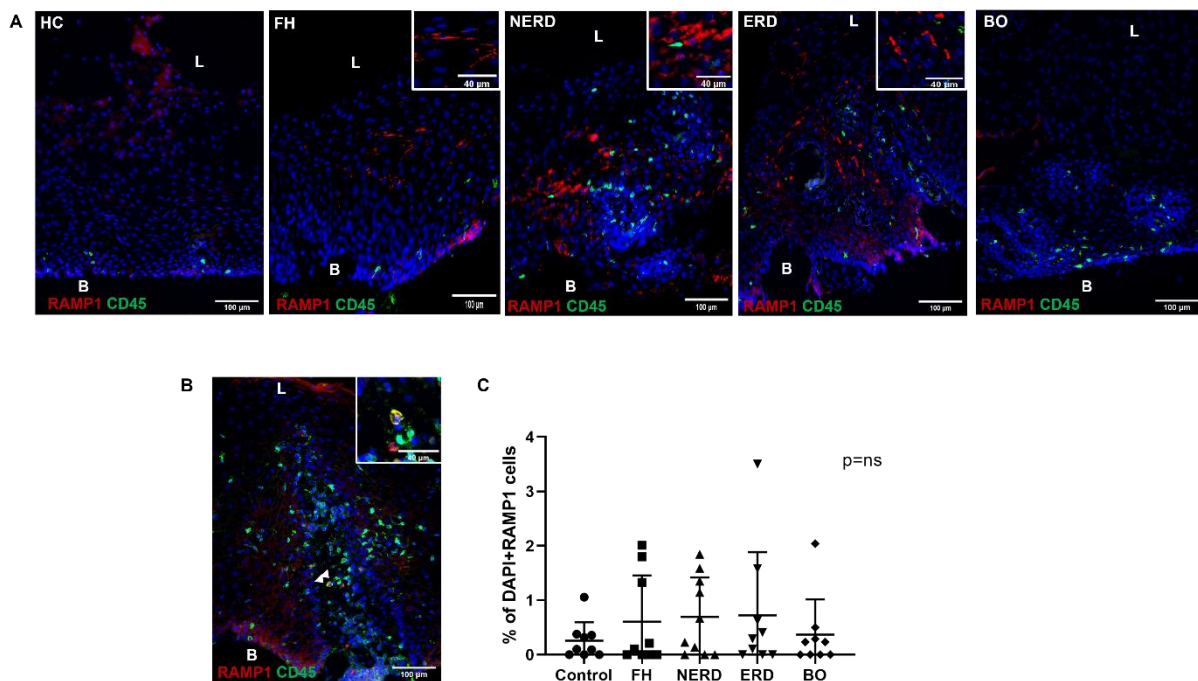 A
HC
L
B
RAMP1 CD45
100 µm
FH
L
40 µm
B
RAMP1 CD45
100 µm
NERD
L
40 µm
B
RAMP1 CD45
100 µm
ERD
L
40 µm
B
RAMP1 CD45
100 µm
BO
L
B
RAMP1 CD45
100 µm
B
L
40 µm
B
RAMP1 CD45
100 µm
C
% of DAPI+RAMP1 cells
4
3
2
1
0
p=ns
Control FH NERD ERD BO